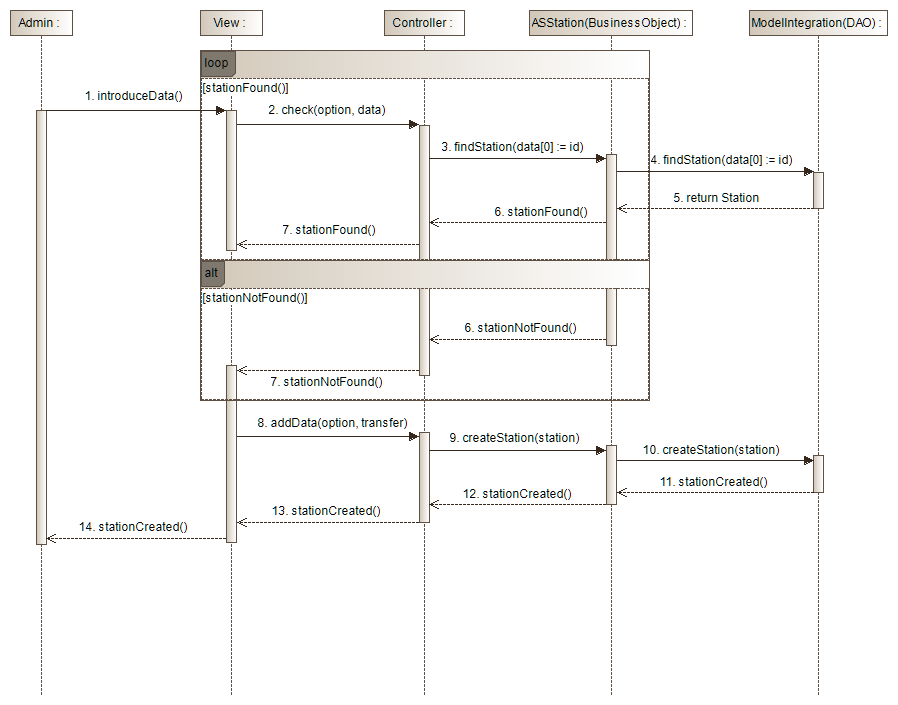 Admin :
View :
Controller :
ASStation(BusinessObject) :
ModelIntegration(DAO) :
loop
[stationFound()]
1. introduceData()
2. check(option, data)
3. findStation(data[0] := id)
4. findStation(data[0] := id)
5. return Station
6. stationFound()
7. stationFound()
alt
[stationNotFound()]
6. stationNotFound()
7. stationNotFound()
8. addData(option, transfer)
9. createStation(station)
10. createStation(station)
11. stationCreated()
12. stationCreated()
13. stationCreated()
14. stationCreated()